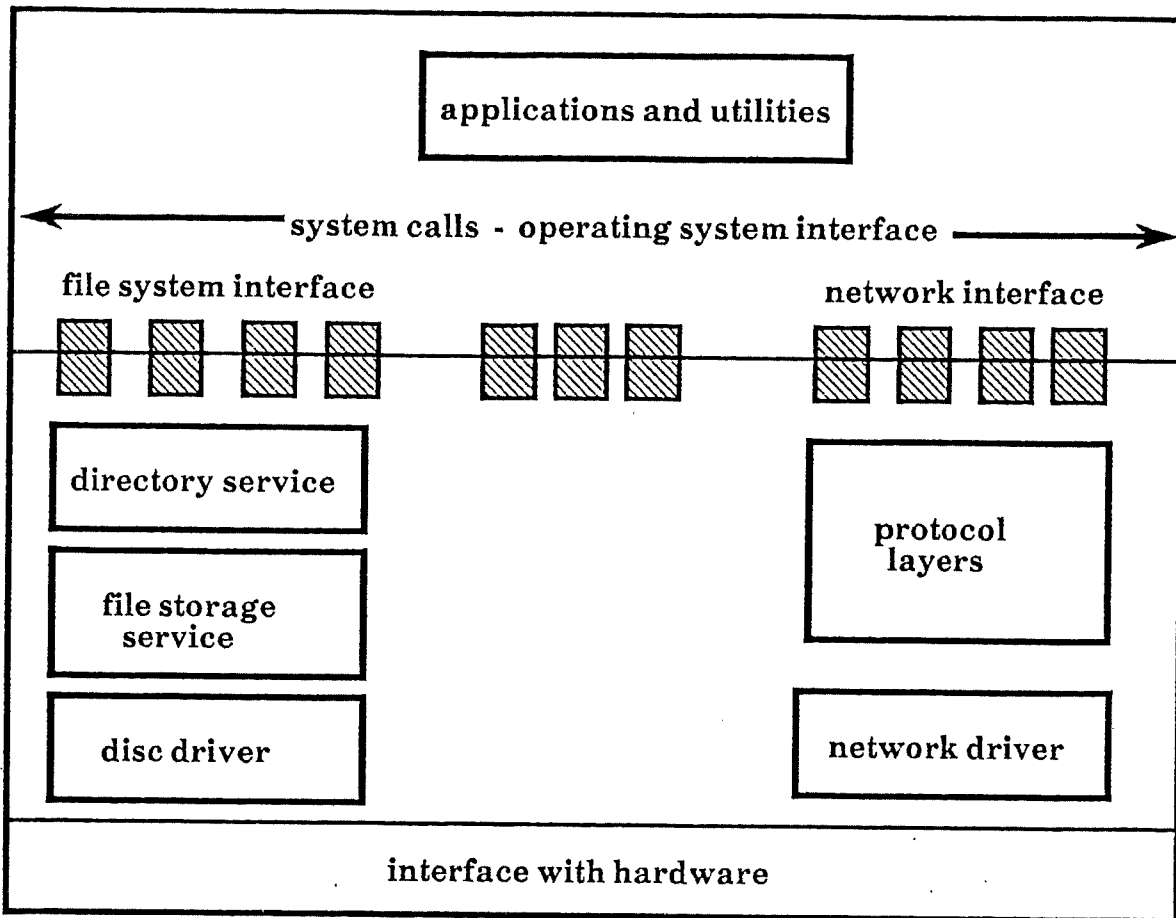 applications and utilities
system calls - operating system interface
file system interface
network interface
directory service
protocol
layers
file storage
service
disc driver
network driver
interface with hardware